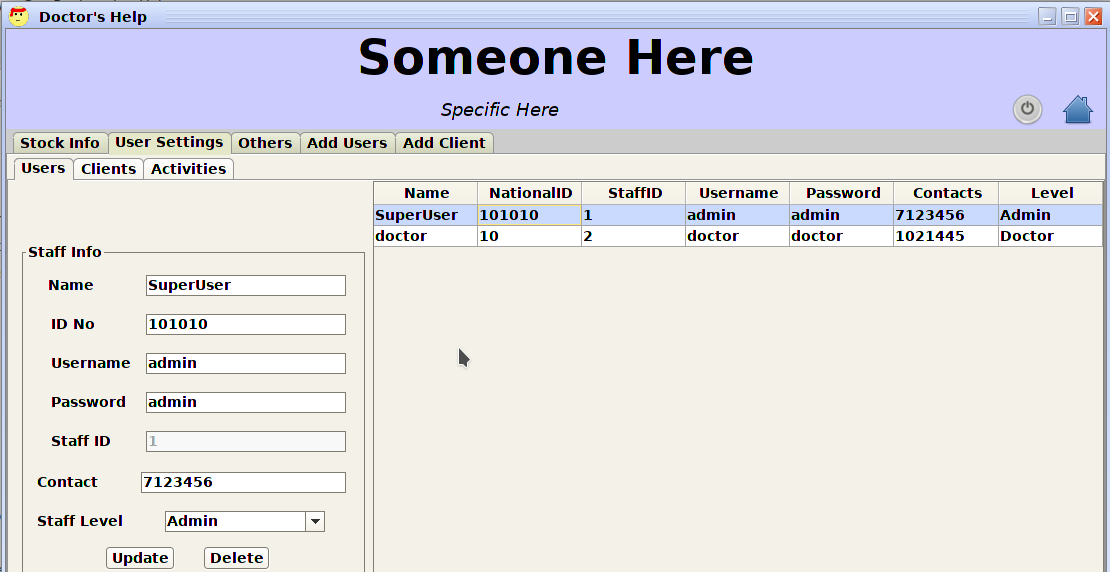 Doctor's Help
Someone Here
Specific Here
Stock Info User Settings Others Add Users Add Client
Users Clients Activities
Name NationalID StaffID Username Password Contacts Level
SuperUser 101010 1 admin admin 7123456 Admin
doctor 10 2 doctor doctor 1021445 Doctor
Staff Info
Name SuperUser
ID No 101010
Username admin
Password admin
Staff ID 1
Contact 7123456
Staff Level Admin
Update Delete